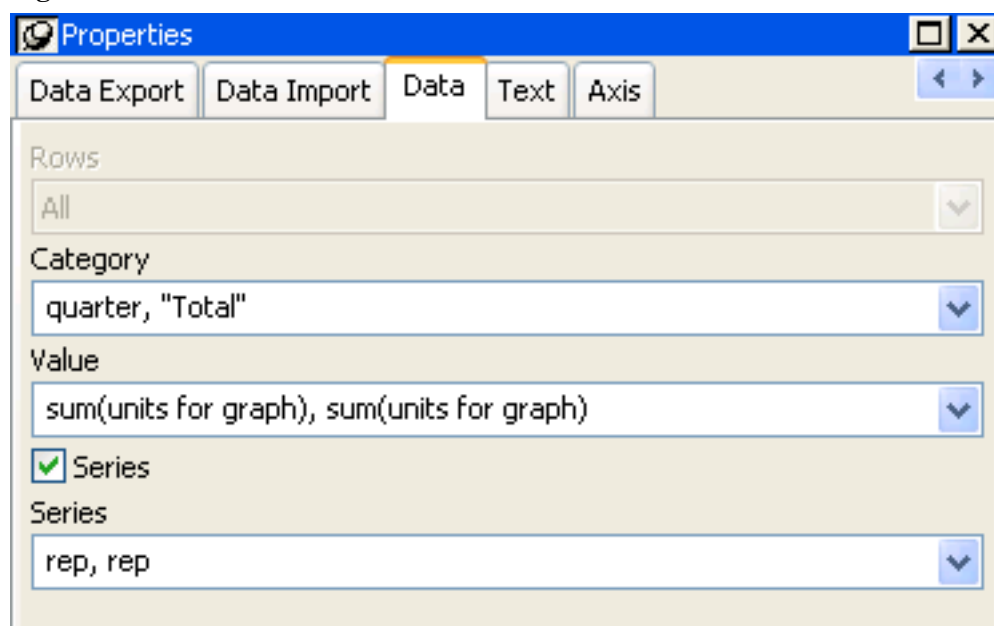 Properties
Data Export Data Import Data Text Axis
Rows
All
Category
quarter, "Total"
Value
sum(units for graph), sum(units for graph)
Series
Series
rep, rep